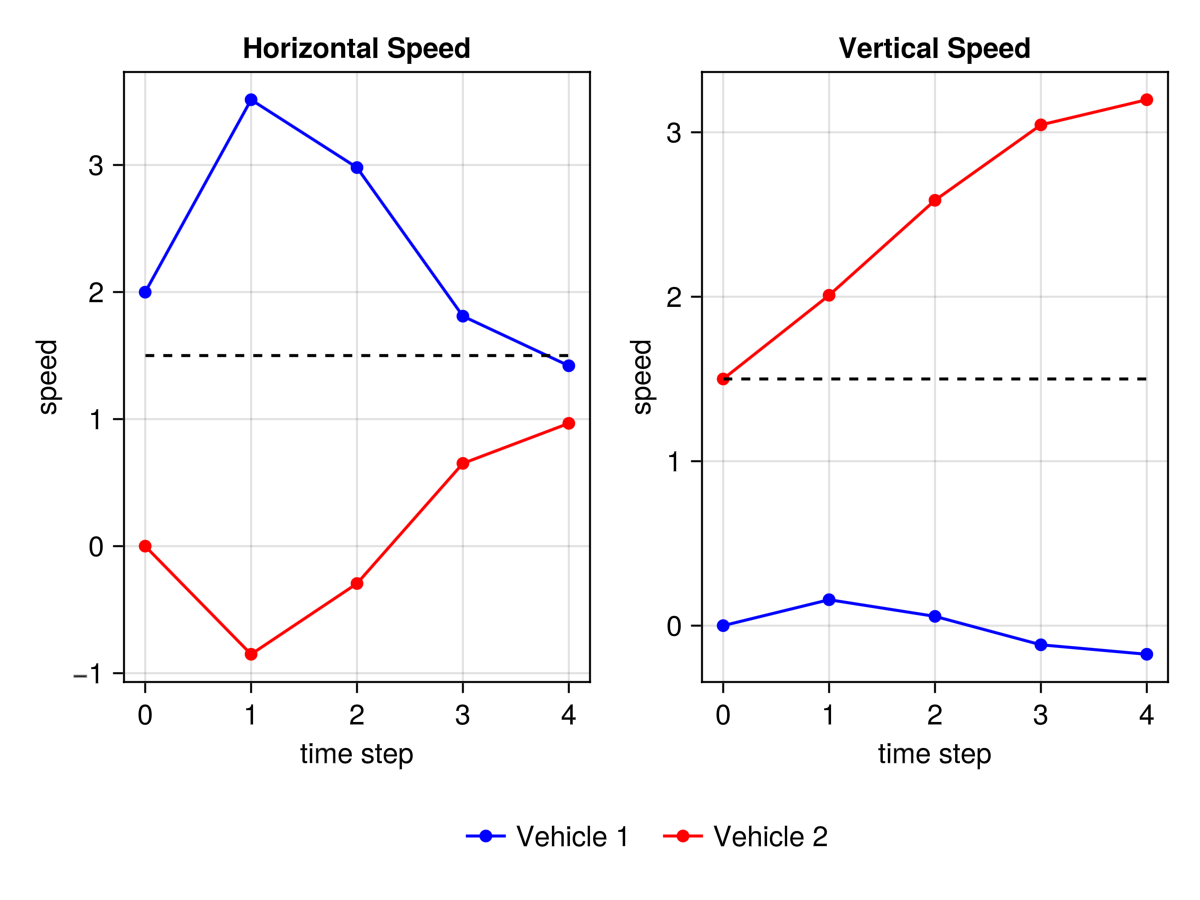 Horizontal Speed
Vertical Speed
3
2
1
0
−1
speed
0 1 2 3 4
time step
3
2
1
0
speed
0 1 2 3 4
time step
Vehicle 1
Vehicle 2